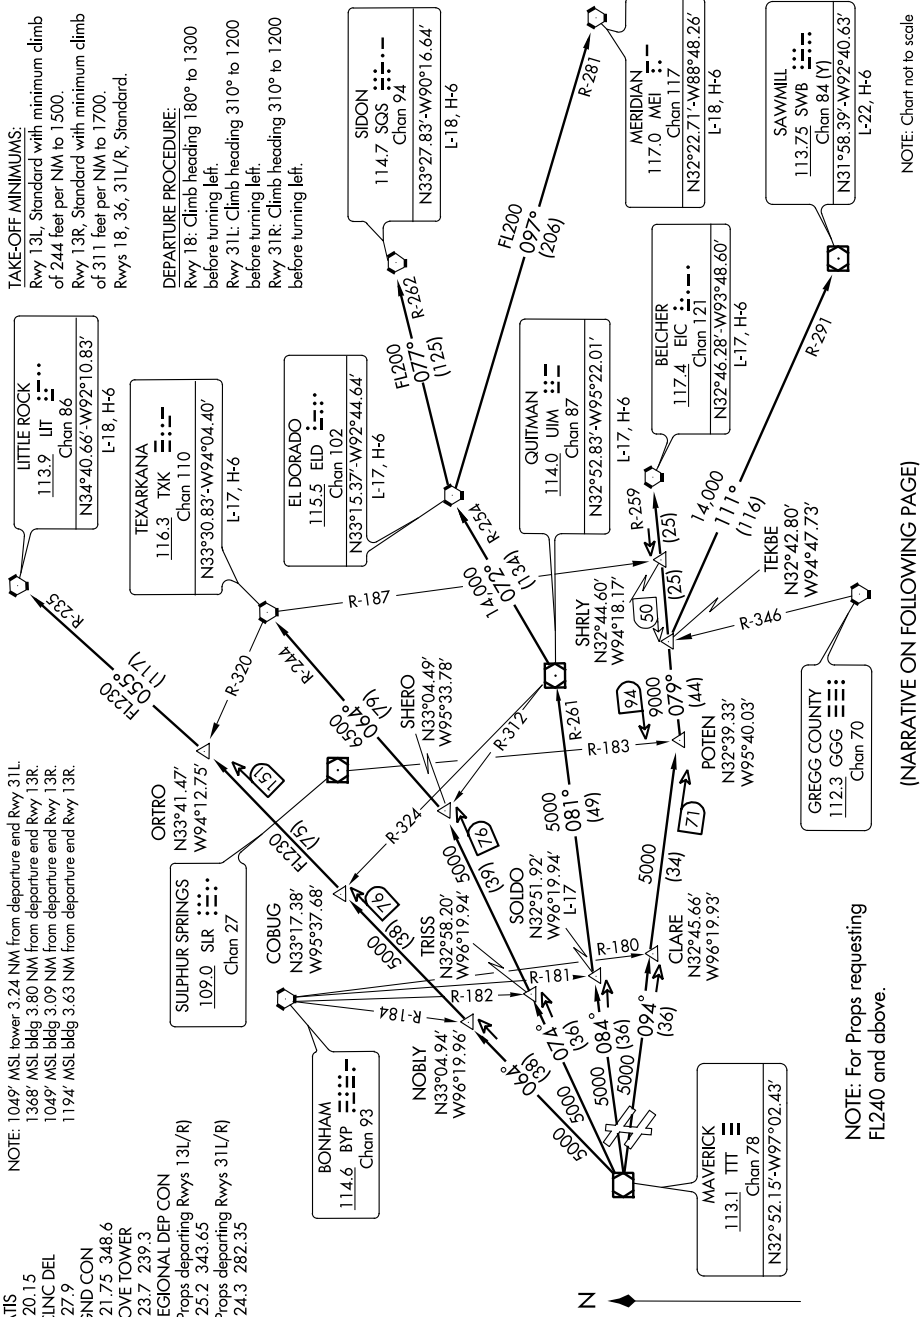 ATIS
20.15
CLNC DEL
27.9
GND CON
21.75 348.6
OVE TOWER
23.7 239.3
EGIONAL DEP CON
Props departing Rwys 13L/R
25.2 343.65
Props departing Rwys 31L/R
24.3 282.35
NOTE: 1049' MSL tower 3.24 NM from departure end Rwy 31L.
1368' MSL bldg 3.80 NM from departure end Rwy 13R.
1049' MSL bldg 3.09 NM from departure end Rwy 13R.
1194' MSL bldg 3.63 NM from departure end Rwy 13R.
TAKE-OFF MINIMUMS:
Rwy 13L, Standard with minimum climb
of 244 feet per NM to 1500.
Rwy 13R, Standard with minimum climb
of 311 feet per NM to 1700.
Rwys 18, 36, 31L/R, Standard.
DEPARTURE PROCEDURE:
Rwy 18: Climb heading 180° to 1300
before turning left.
Rwy 31L: Climb heading 310° to 1200
before turning left.
Rwy 31R: Climb heading 310° to 1200
before turning left.
LITTLE ROCK
113.9 LIT
Chan 86
N34°40.66'-W92°10.83'
L-18, H-6
TEXARKANA
116.3 TXK
Chan 110
N33°30.83'-W94°04.40'
L-17, H-6
EL DORADO
115.5 ELD
Chan 102
N33°15.37'-W92°44.64'
L-17, H-6
SIDON
114.7 SQS
Chan 94
N33°27.83'-W90°16.64'
L-18, H-6
MERIDIAN
117.0 MEI
Chan 117
N32°22.71'-W88°48.26'
L-18, H-6
SAWMILL
113.75 SWB
Chan 84 (Y)
N31°58.39'-W92°40.63'
L-22, H-6
QUITMAN
114.0 UIM
Chan 87
N32°52.83'-W95°22.01'
L-17, H-6
BELCHER
117.4 EIC
Chan 121
N32°46.28'-W93°48.60'
L-17, H-6
SULPHUR SPRINGS
109.0 SLR
Chan 27
BONHAM
114.6 BYP
Chan 93
GREGG COUNTY
112.3 GGG
Chan 70
MAVERICK
113.1 TTT
Chan 78
N32°52.15'-W97°02.43'
ORTRO
N33°41.47'
W94°12.75'
COBUG
N33°17.38'
W95°37.68'
NOBLY
N33°04.94'
W96°19.96'
TRISS
N32°58.20'
W96°19.94'
SHERO
N33°04.49'
W95°33.78'
SOLDO
N32°51.92'
W96°19.94'
L-17
CLARE
N32°45.66'
W96°19.93'
POTEN
N32°39.33'
W95°40.03'
SHRLY
N32°44.60'
W94°18.17'
TEKBE
N32°42.80'
W94°47.73'
5000
064°
(38)
5000
(38)
76
FL230
(75)
151
FL230
055°
(117)
R-235
5000
074°
(36)
5000
(39)
76
6500
064°
(79)
R-244
5000
084°
(36)
5000
081°
(49)
R-261
14,000
072°
(134)
R-254
FL200
077°
(125)
R-262
FL200
097°
(206)
R-281
5000
094°
(36)
5000
(34)
71
94
9000
079°
(44)
50
(25)
(25)
R-259
14,000
111°
(116)
R-291
R-184
R-182
R-181
R-180
R-324
R-312
R-320
R-187
R-183
R-346
N
NOTE: For Props requesting
FL240 and above.
(NARRATIVE ON FOLLOWING PAGE)
NOTE: Chart not to scale